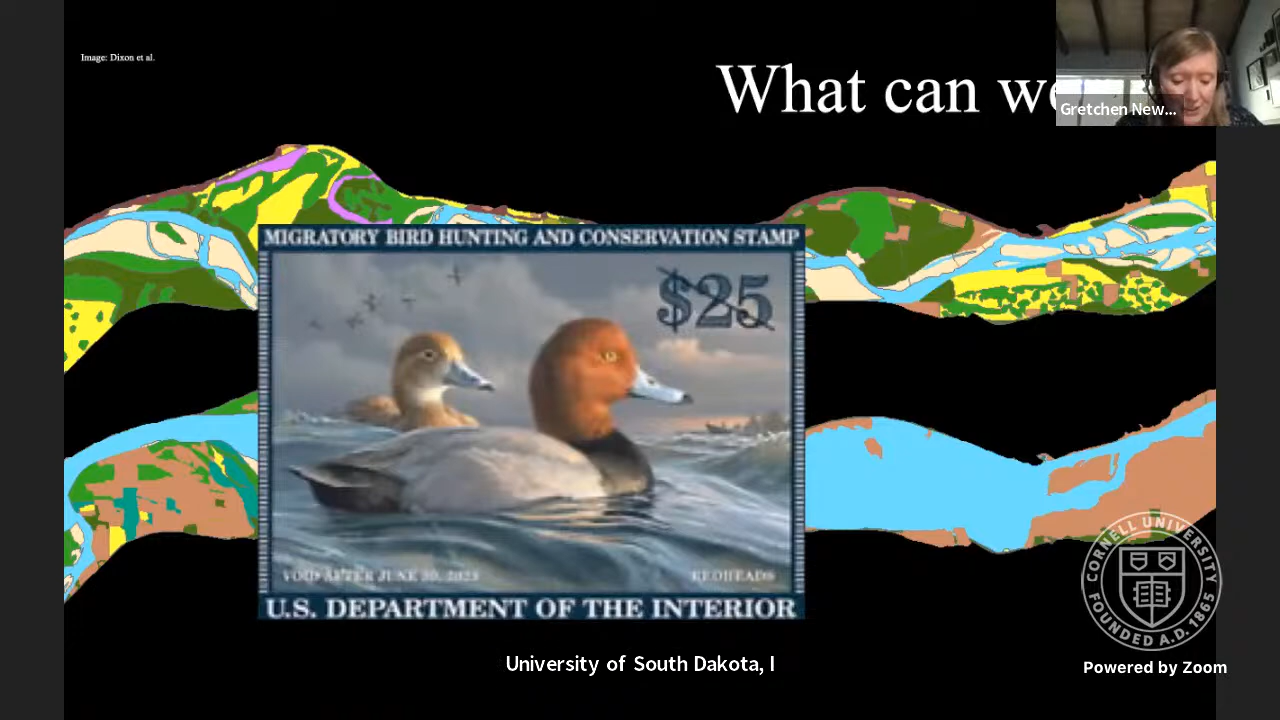 Image: Dixon et al.
What can we
Gretchen New...
MIGRATORY BIRD HUNTING AND CONSERVATION STAMP
$25
VOID AFTER JUNE 30, 2023
REDHEADS
U.S. DEPARTMENT OF THE INTERIOR
CORNELL UNIVERSITY
FOUNDED A.D. 1865
University of South Dakota, I
Powered by Zoom